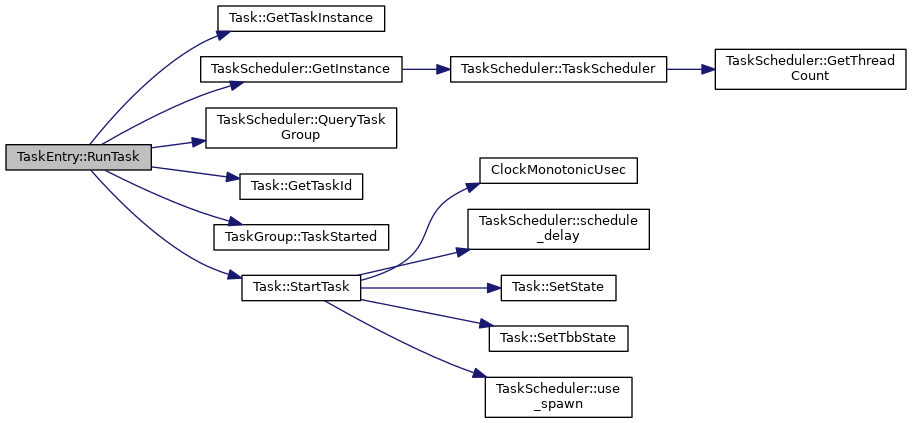 Task::GetTaskInstance
TaskScheduler::GetInstance
TaskScheduler::TaskScheduler
TaskScheduler::GetThread
Count
TaskScheduler::QueryTask
Group
TaskEntry::RunTask
Task::GetTaskId
TaskGroup::TaskStarted
Task::StartTask
ClockMonotonicUsec
TaskScheduler::schedule
_delay
Task::SetState
Task::SetTbbState
TaskScheduler::use
_spawn